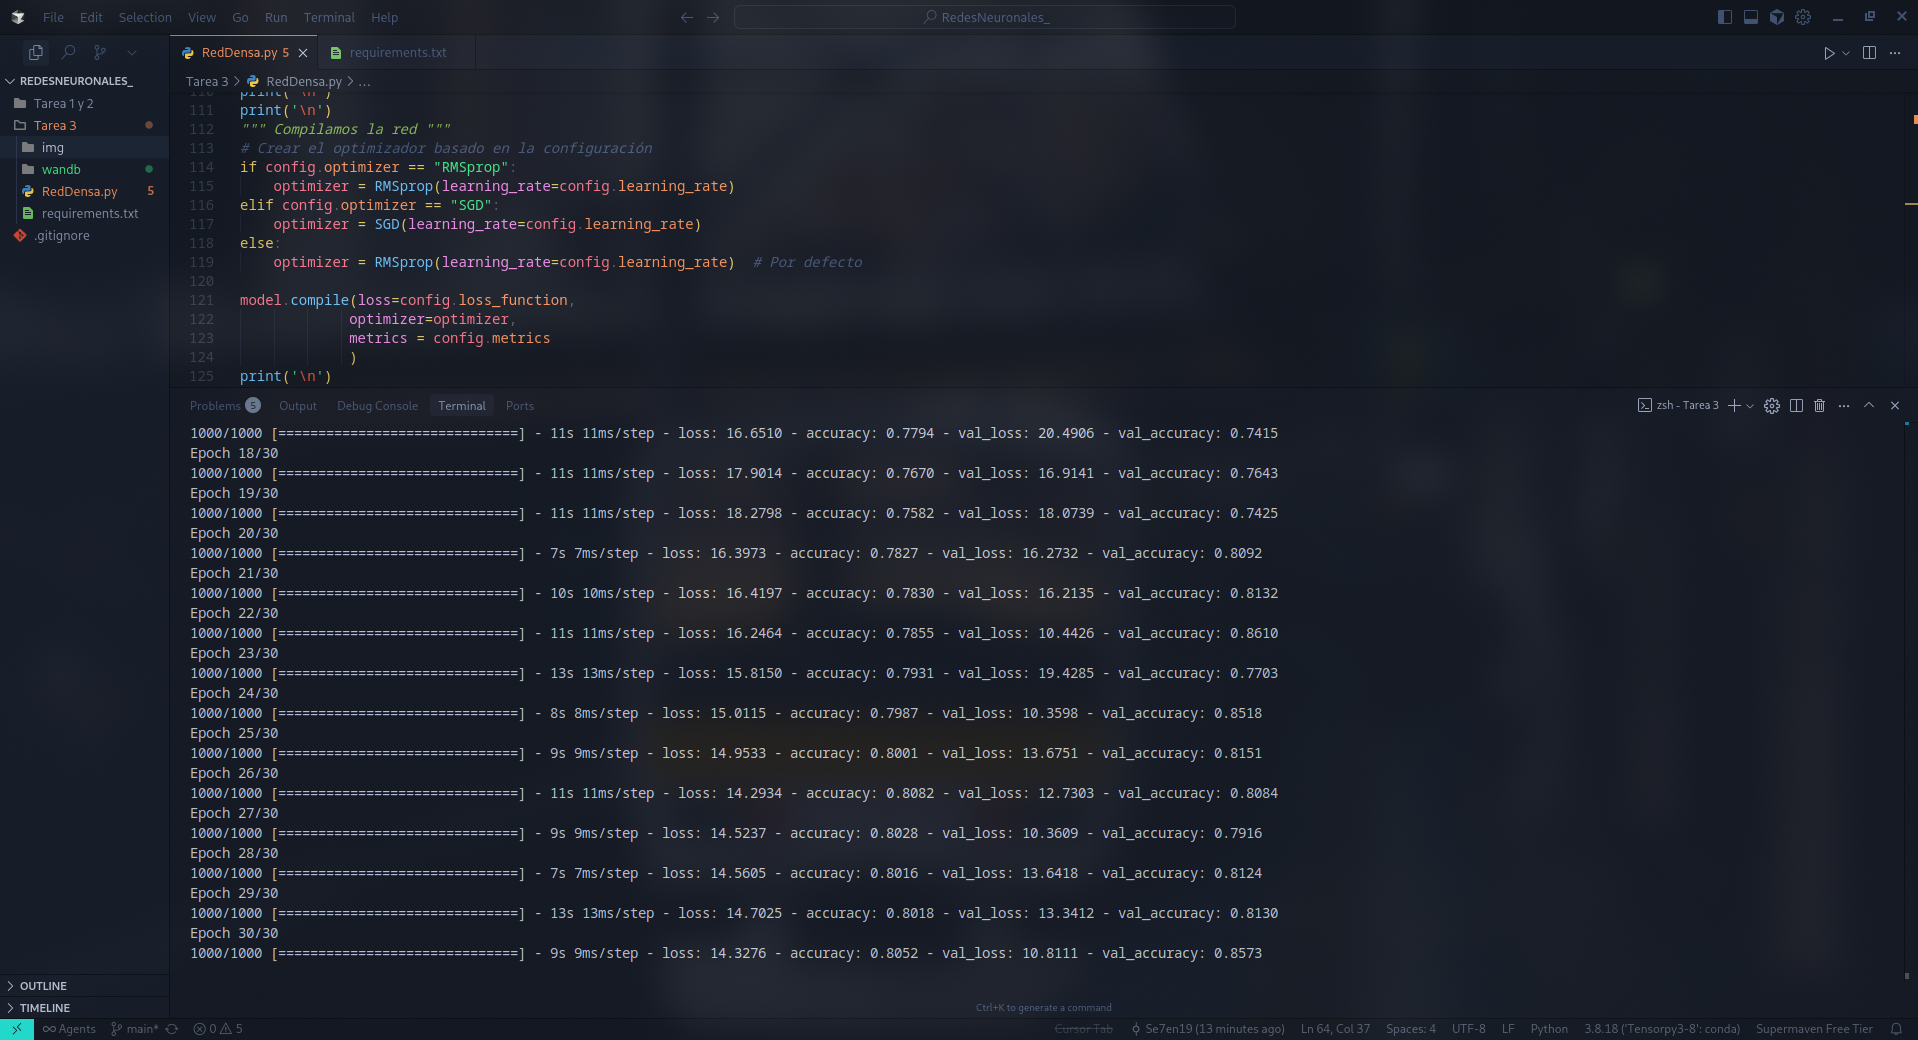 File Edit Selection View Go Run Terminal Help
RedesNeuronales_
RedDensa.py 5
requirements.txt
REDESNEURONALES_
Tarea 1 y 2
Tarea 3
img
wandb
RedDensa.py 5
requirements.txt
.gitignore
Tarea 3 > RedDensa.py > ...
110 print('\n')
111 print('\n')
112 """ Compilamos la red """
113 # Crear el optimizador basado en la configuración
114 if config.optimizer == "RMSprop":
115 optimizer = RMSprop(learning_rate=config.learning_rate)
116 elif config.optimizer == "SGD":
117 optimizer = SGD(learning_rate=config.learning_rate)
118 else:
119 optimizer = RMSprop(learning_rate=config.learning_rate) # Por defecto
120
121 model.compile(loss=config.loss_function,
122 optimizer=optimizer,
123 metrics = config.metrics
124 )
125 print('\n')
Problems 5 Output Debug Console Terminal Ports
zsh - Tarea 3
1000/1000 [==============================] - 11s 11ms/step - loss: 16.6510 - accuracy: 0.7794 - val_loss: 20.4906 - val_accuracy: 0.7415
Epoch 18/30
1000/1000 [==============================] - 11s 11ms/step - loss: 17.9014 - accuracy: 0.7670 - val_loss: 16.9141 - val_accuracy: 0.7643
Epoch 19/30
1000/1000 [==============================] - 11s 11ms/step - loss: 18.2798 - accuracy: 0.7582 - val_loss: 18.0739 - val_accuracy: 0.7425
Epoch 20/30
1000/1000 [==============================] - 7s 7ms/step - loss: 16.3973 - accuracy: 0.7827 - val_loss: 16.2732 - val_accuracy: 0.8092
Epoch 21/30
1000/1000 [==============================] - 10s 10ms/step - loss: 16.4197 - accuracy: 0.7830 - val_loss: 16.2135 - val_accuracy: 0.8132
Epoch 22/30
1000/1000 [==============================] - 11s 11ms/step - loss: 16.2464 - accuracy: 0.7855 - val_loss: 10.4426 - val_accuracy: 0.8610
Epoch 23/30
1000/1000 [==============================] - 13s 13ms/step - loss: 15.8150 - accuracy: 0.7931 - val_loss: 19.4285 - val_accuracy: 0.7703
Epoch 24/30
1000/1000 [==============================] - 8s 8ms/step - loss: 15.0115 - accuracy: 0.7987 - val_loss: 10.3598 - val_accuracy: 0.8518
Epoch 25/30
1000/1000 [==============================] - 9s 9ms/step - loss: 14.9533 - accuracy: 0.8001 - val_loss: 13.6751 - val_accuracy: 0.8151
Epoch 26/30
1000/1000 [==============================] - 11s 11ms/step - loss: 14.2934 - accuracy: 0.8082 - val_loss: 12.7303 - val_accuracy: 0.8084
Epoch 27/30
1000/1000 [==============================] - 9s 9ms/step - loss: 14.5237 - accuracy: 0.8028 - val_loss: 10.3609 - val_accuracy: 0.7916
Epoch 28/30
1000/1000 [==============================] - 7s 7ms/step - loss: 14.5605 - accuracy: 0.8016 - val_loss: 13.6418 - val_accuracy: 0.8124
Epoch 29/30
1000/1000 [==============================] - 13s 13ms/step - loss: 14.7025 - accuracy: 0.8018 - val_loss: 13.3412 - val_accuracy: 0.8130
Epoch 30/30
1000/1000 [==============================] - 9s 9ms/step - loss: 14.3276 - accuracy: 0.8052 - val_loss: 10.8111 - val_accuracy: 0.8573
OUTLINE
TIMELINE
Ctrl+K to generate a command
Agents main* 0 5 Cursor Tab Se7en19 (13 minutes ago) Ln 64, Col 37 Spaces: 4 UTF-8 LF Python 3.8.18 ('Tensorpy3-8': conda) Supermaven Free Tier